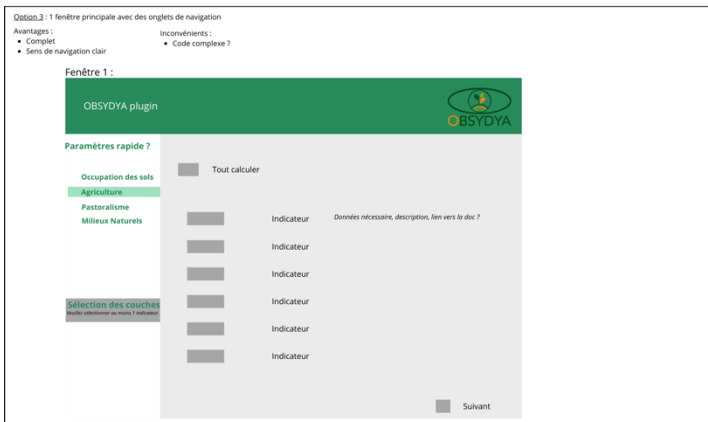 Option 3 : 1 fenêtre principale avec des onglets de navigation
Avantages :
• Complet
• Sens de navigation clair
Inconvénients :
• Code complexe ?
Fenêtre 1 :
OBSYDYA plugin
OBSYDYA
Paramètres rapide ?
Occupation des sols
Agriculture
Pastoralisme
Milieux Naturels
Sélection des couches
Veuillez sélectionner au moins 1 indicateur.
Tout calculer
Indicateur
Données nécessaire, description, lien vers la doc ?
Indicateur
Indicateur
Indicateur
Indicateur
Indicateur
Suivant